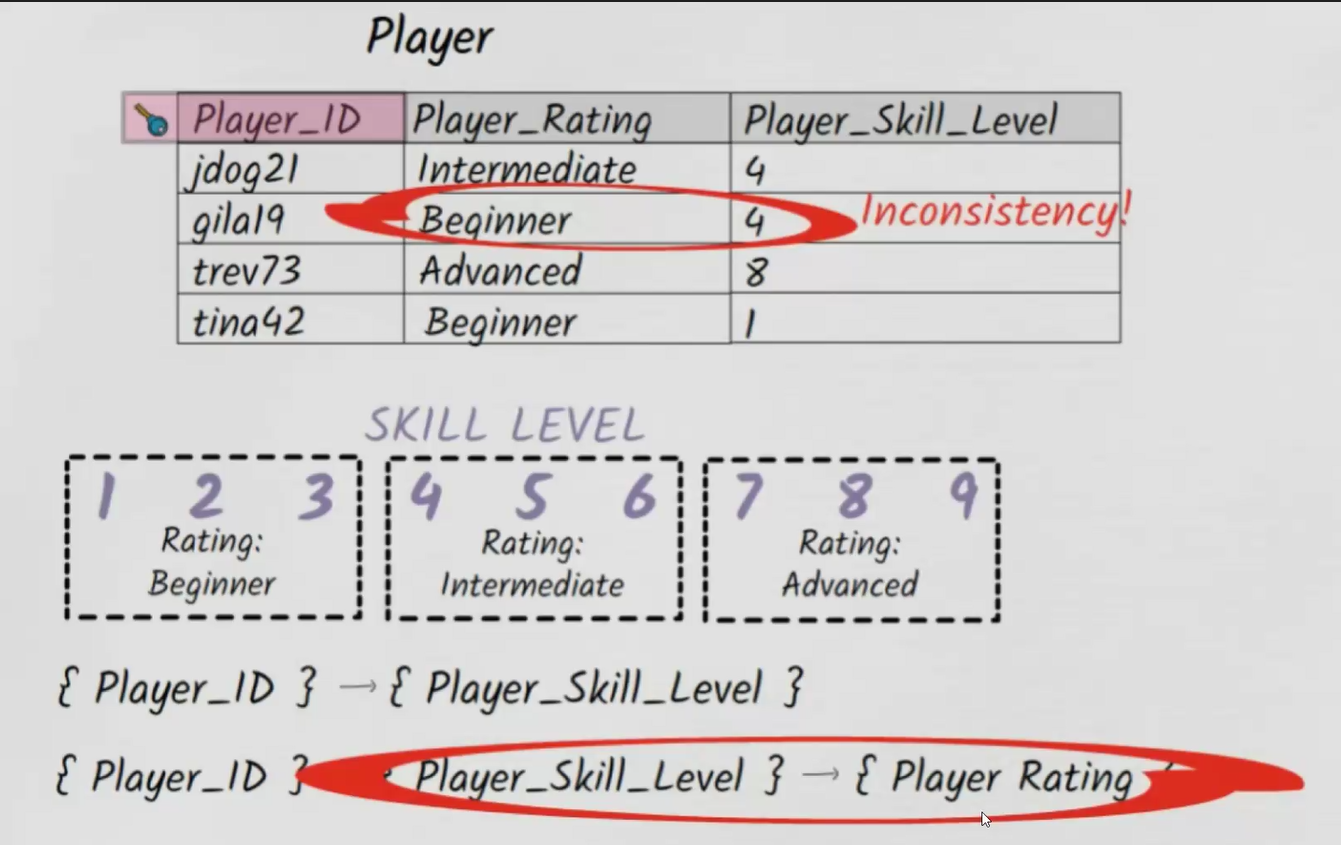 Player
Player_ID Player_Rating Player_Skill_Level
jdog21 Intermediate 4
gila19 Beginner 4 Inconsistency!
trev73 Advanced 8
tina42 Beginner 1
SKILL LEVEL
1 2 3 4 5 6 7 8 9
Rating: Rating: Rating:
Beginner Intermediate Advanced
{ Player_ID } → { Player_Skill_Level }
{ Player_ID } Player_Skill_Level } → { Player Rating